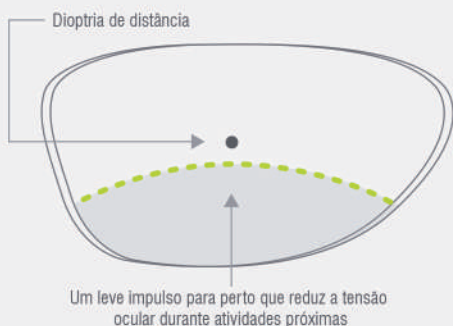 Dioptria de distância
Um leve impulso para perto que reduz a tensão
ocular durante atividades próximas